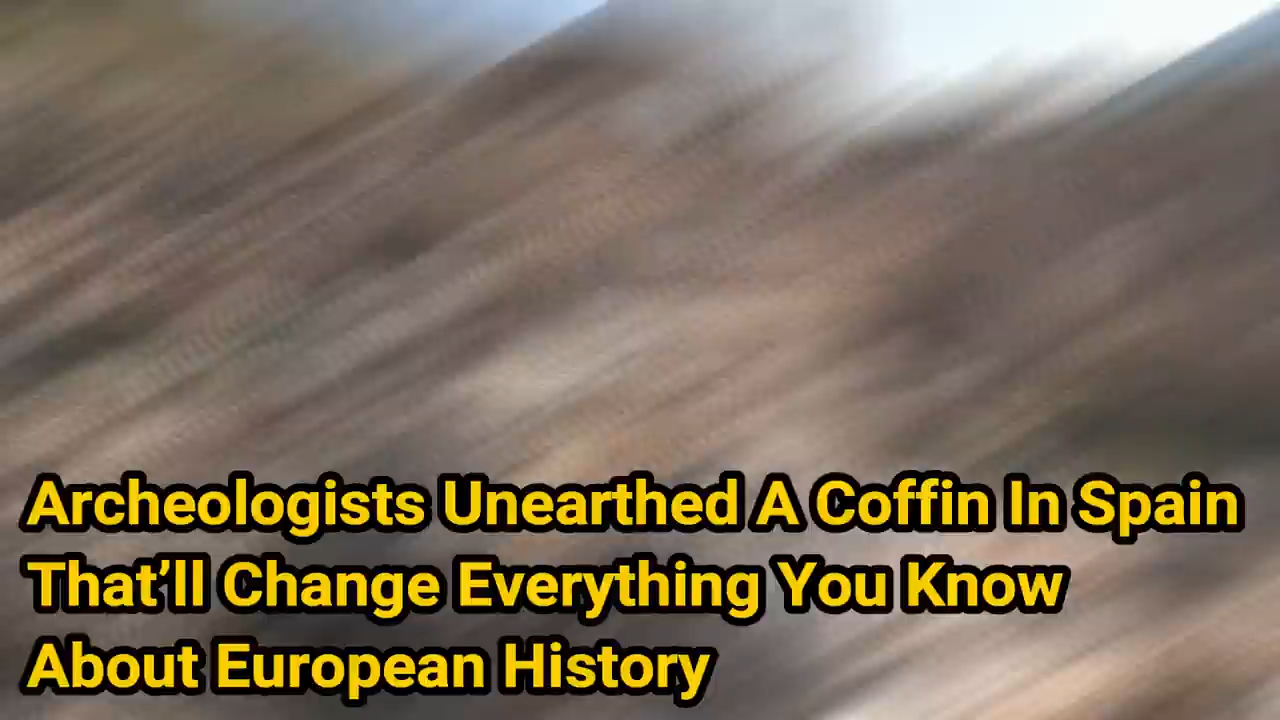 Archeologists Unearthed A Coffin In Spain
That’ll Change Everything You Know
About European History